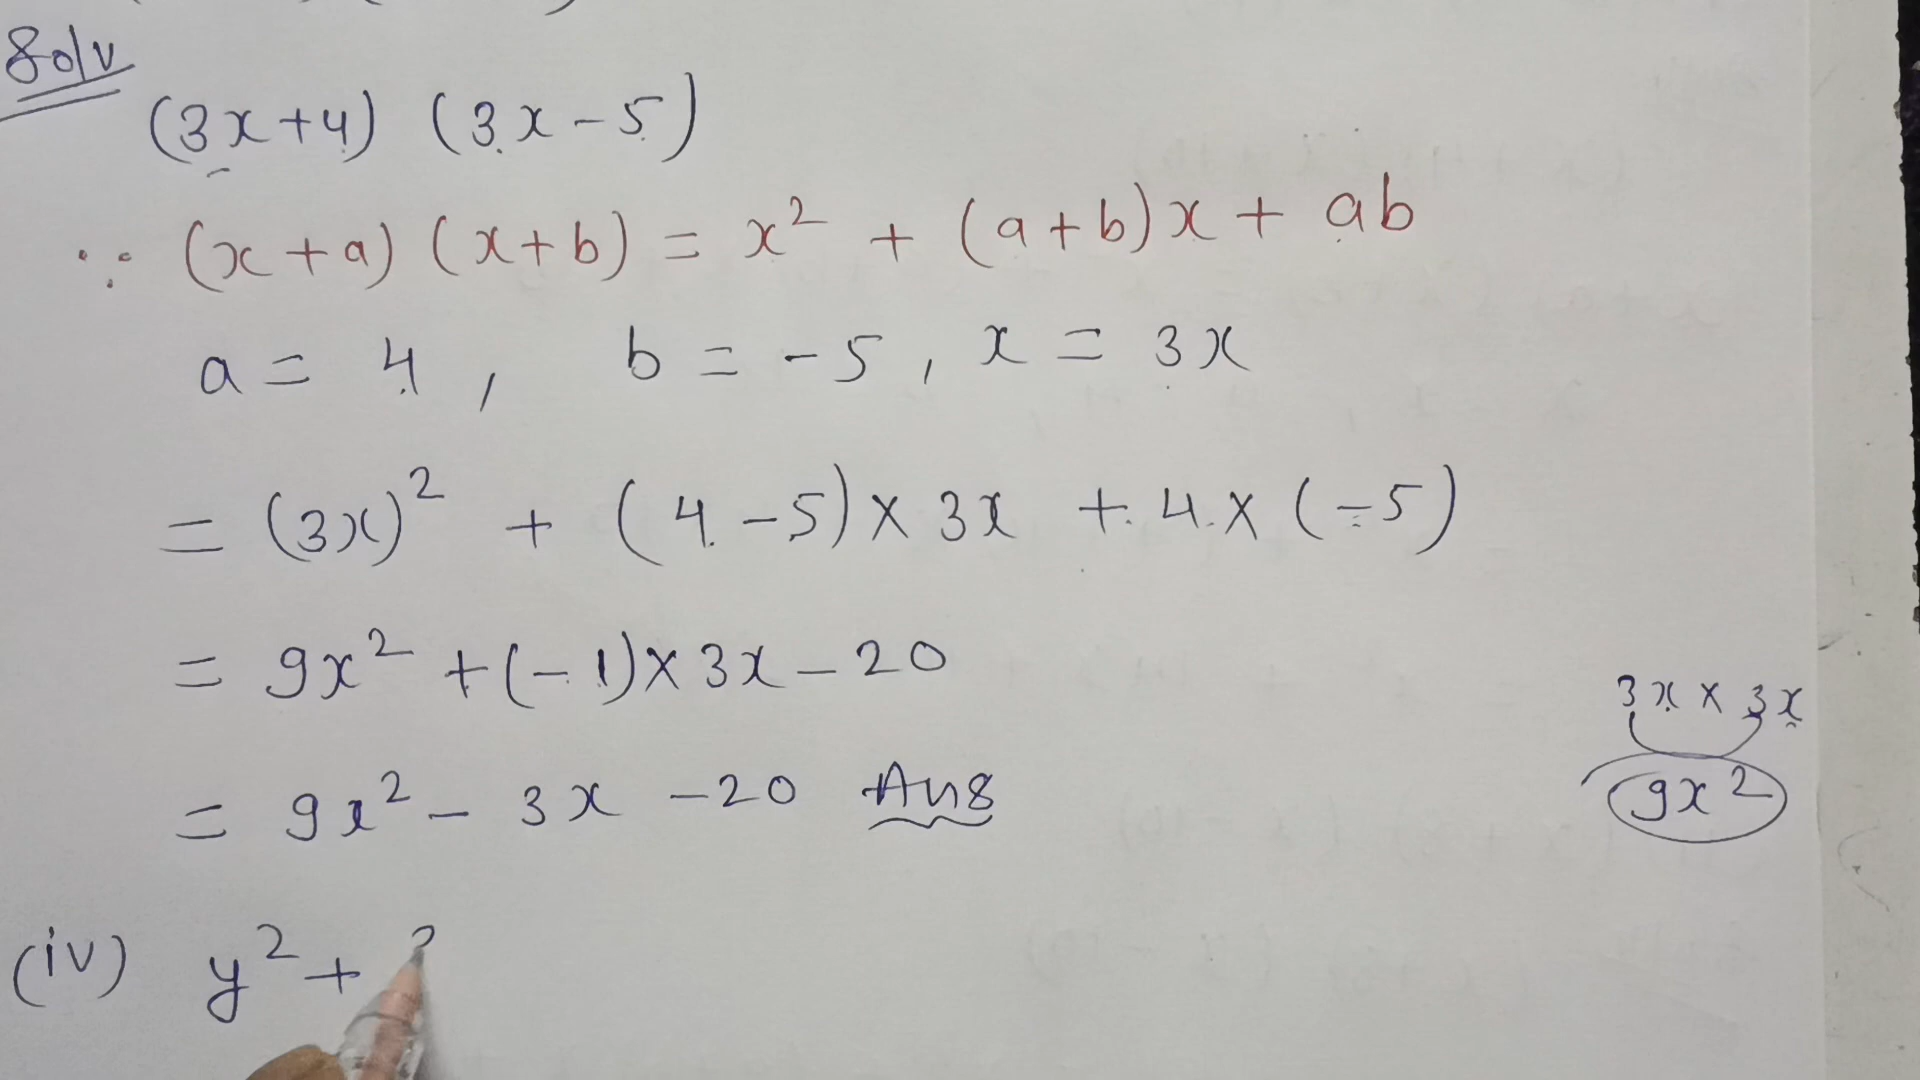 Solv
(3x+4) (3x-5)
∵ (x+a) (x+b) = x² + (a+b)x + ab
a = 4, b = -5, x = 3x
= (3x)² + (4-5)×3x + 4×(-5)
= 9x² +(-1)×3x-20
3x × 3x
= 9x² - 3x -20 Ans
9x²
(iv) y² +